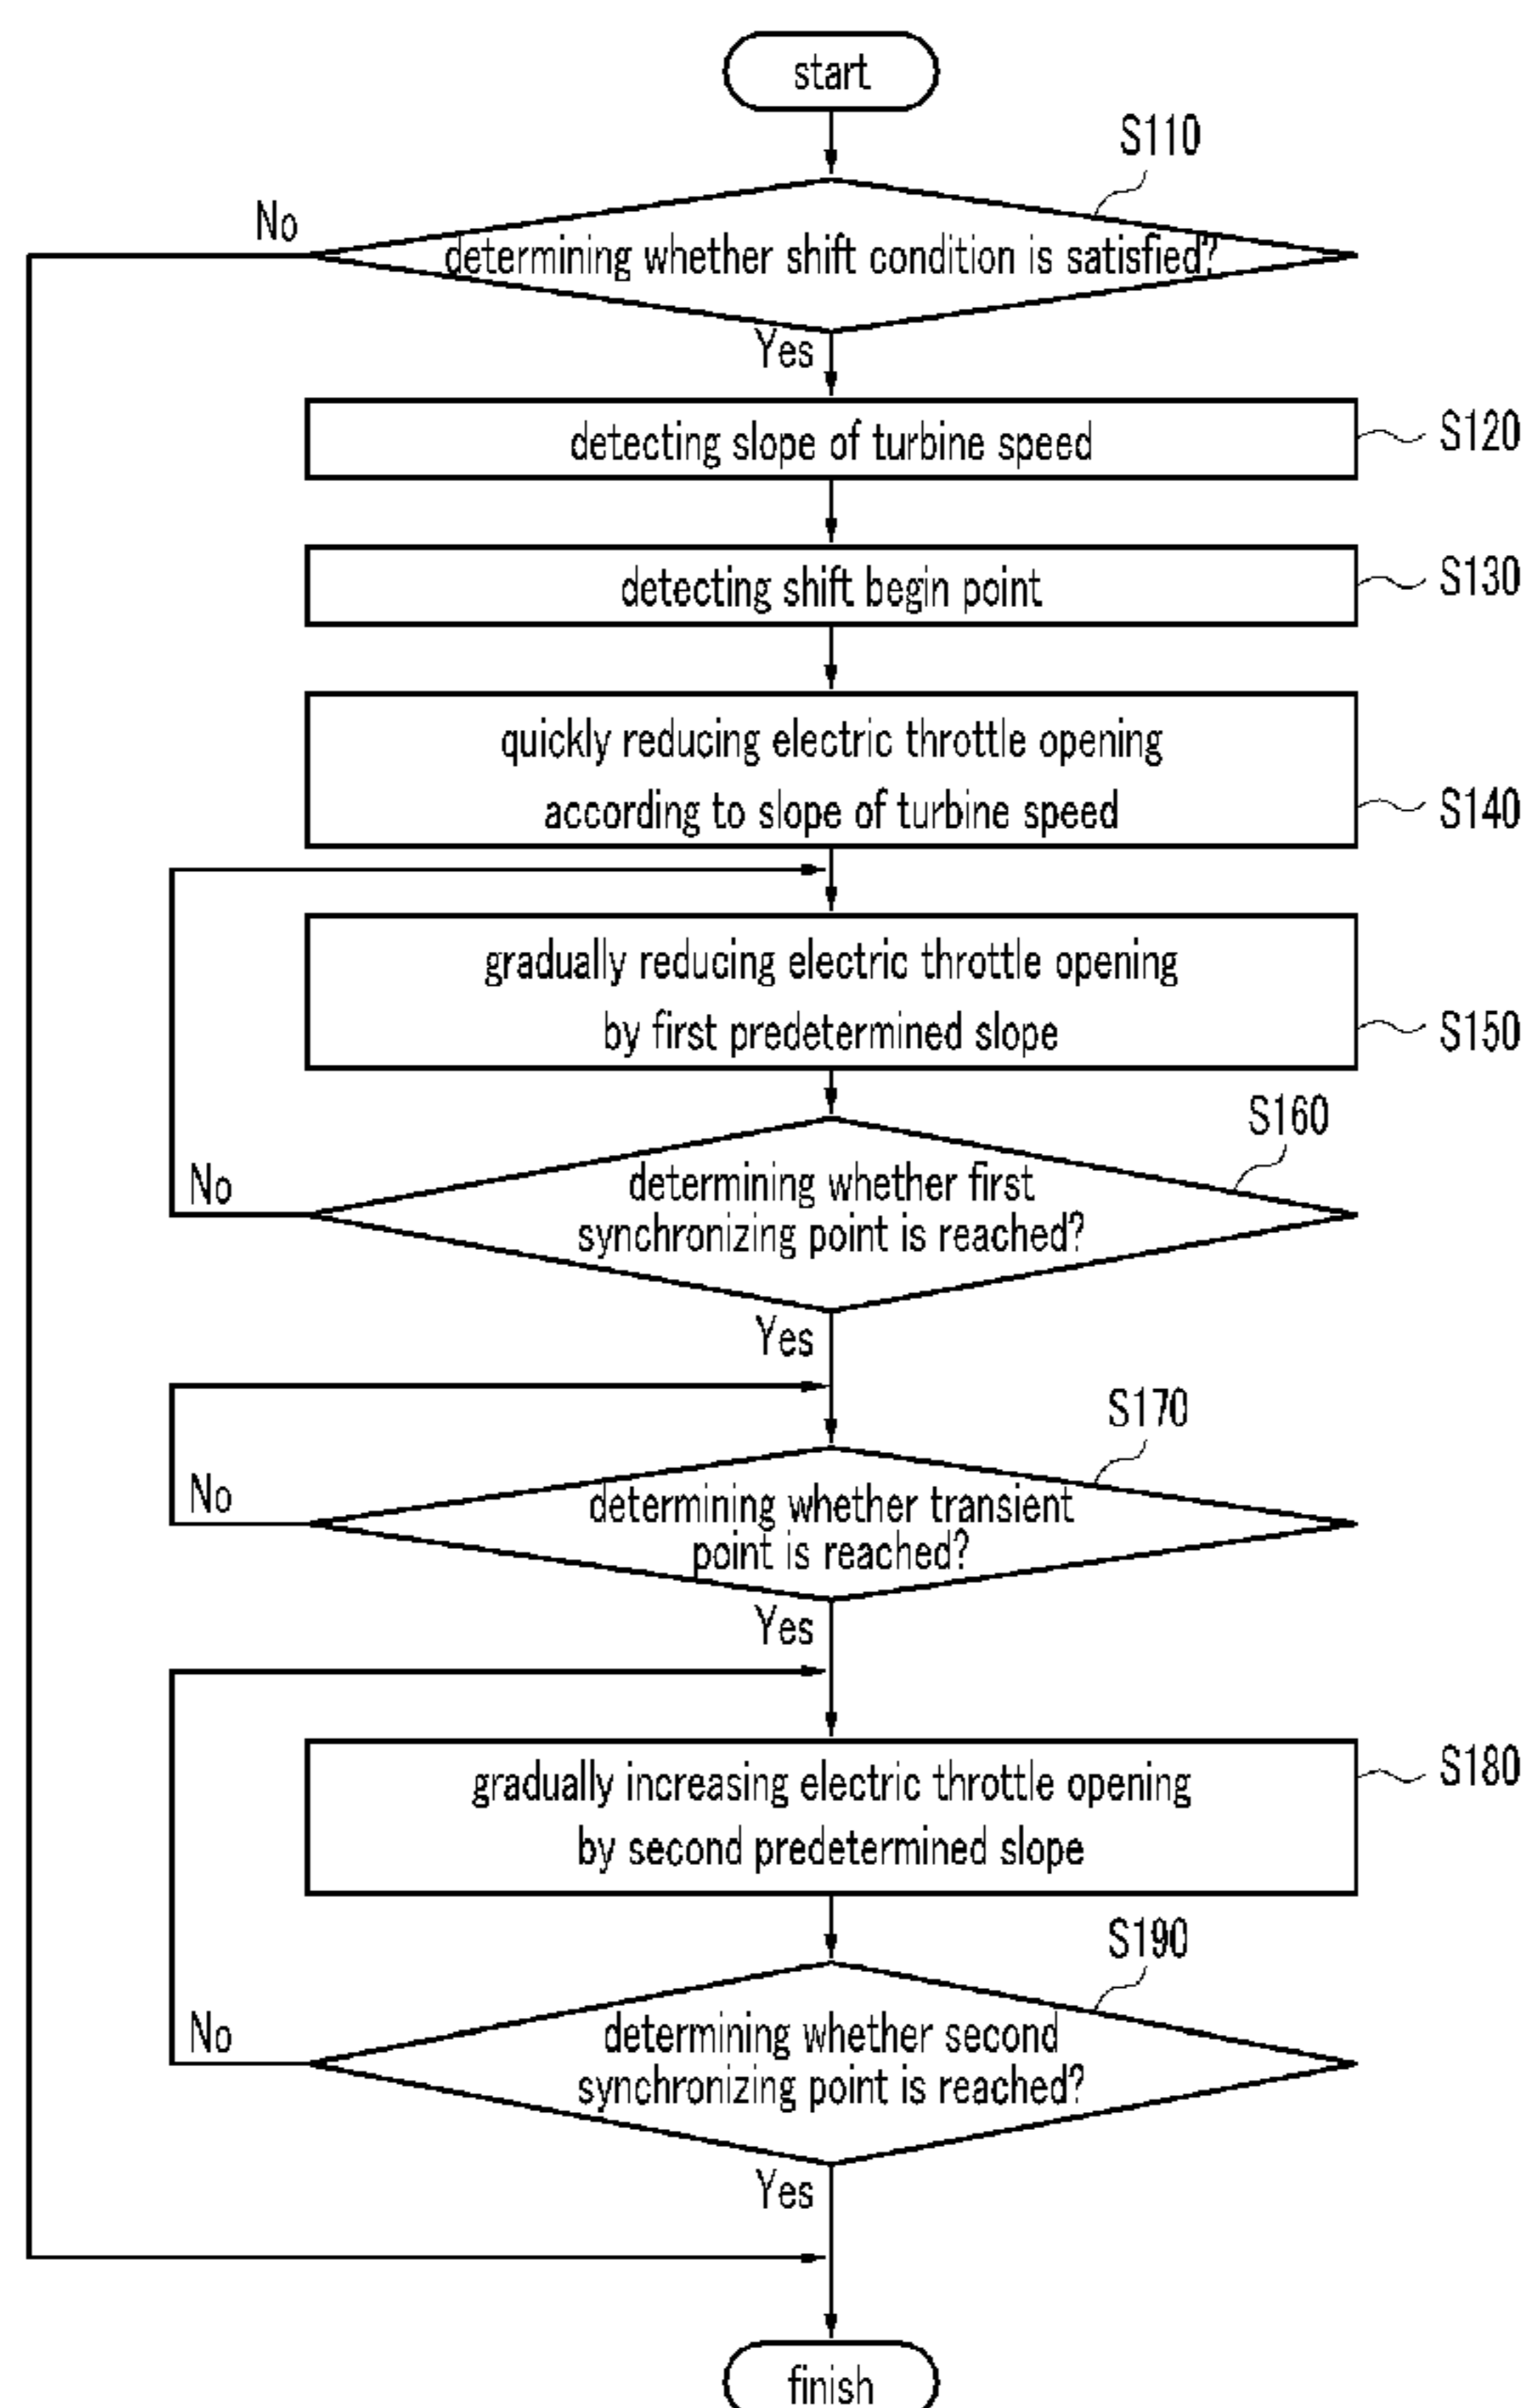 start
S110
No
determining whether shift condition is satisfied?
Yes
detecting slope of turbine speed
S120
detecting shift begin point
S130
quickly reducing electric throttle opening
according to slope of turbine speed
S140
gradually reducing electric throttle opening
by first predetermined slope
S150
S160
No
determining whether first
synchronizing point is reached?
Yes
S170
No
determining whether transient
point is reached?
Yes
gradually increasing electric throttle opening
by second predetermined slope
S180
S190
No
determining whether second
synchronizing point is reached?
Yes
finish